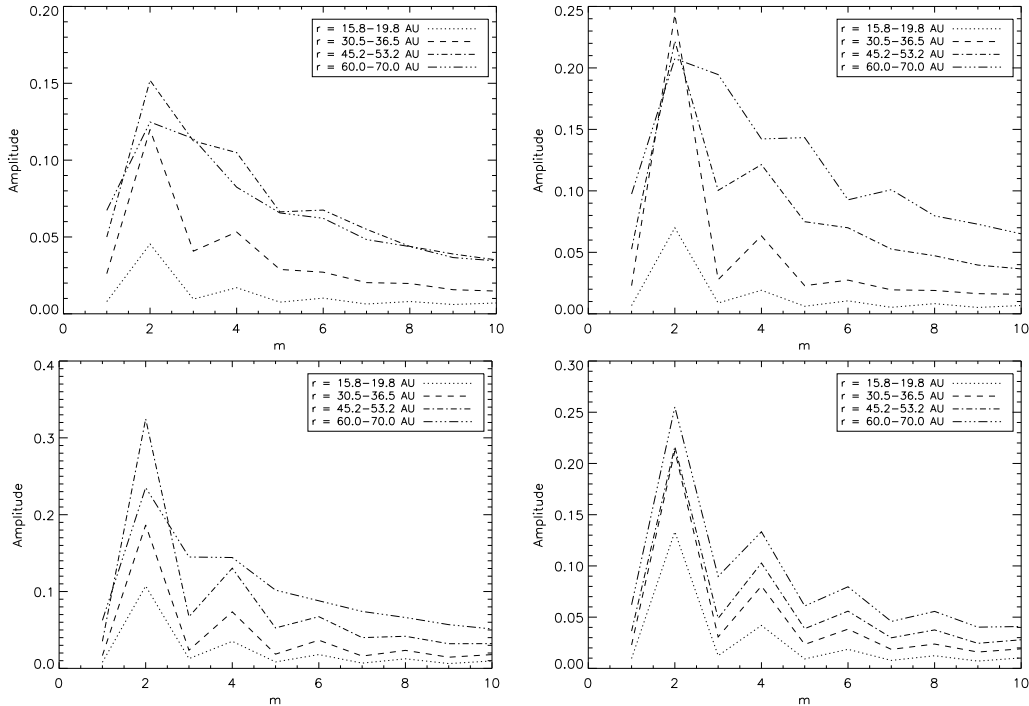 0.20
0.15
0.10
0.05
0.00
Amplitude
r = 15.8−19.8 AU
r = 30.5−36.5 AU
r = 45.2−53.2 AU
r = 60.0−70.0 AU
0 2 4 6 8 10
m
0.25
0.20
0.15
0.10
0.05
0.00
Amplitude
r = 15.8−19.8 AU
r = 30.5−36.5 AU
r = 45.2−53.2 AU
r = 60.0−70.0 AU
0 2 4 6 8 10
m
0.4
0.3
0.2
0.1
0.0
Amplitude
r = 15.8−19.8 AU
r = 30.5−36.5 AU
r = 45.2−53.2 AU
r = 60.0−70.0 AU
0 2 4 6 8 10
m
0.30
0.25
0.20
0.15
0.10
0.05
0.00
Amplitude
r = 15.8−19.8 AU
r = 30.5−36.5 AU
r = 45.2−53.2 AU
r = 60.0−70.0 AU
0 2 4 6 8 10
m